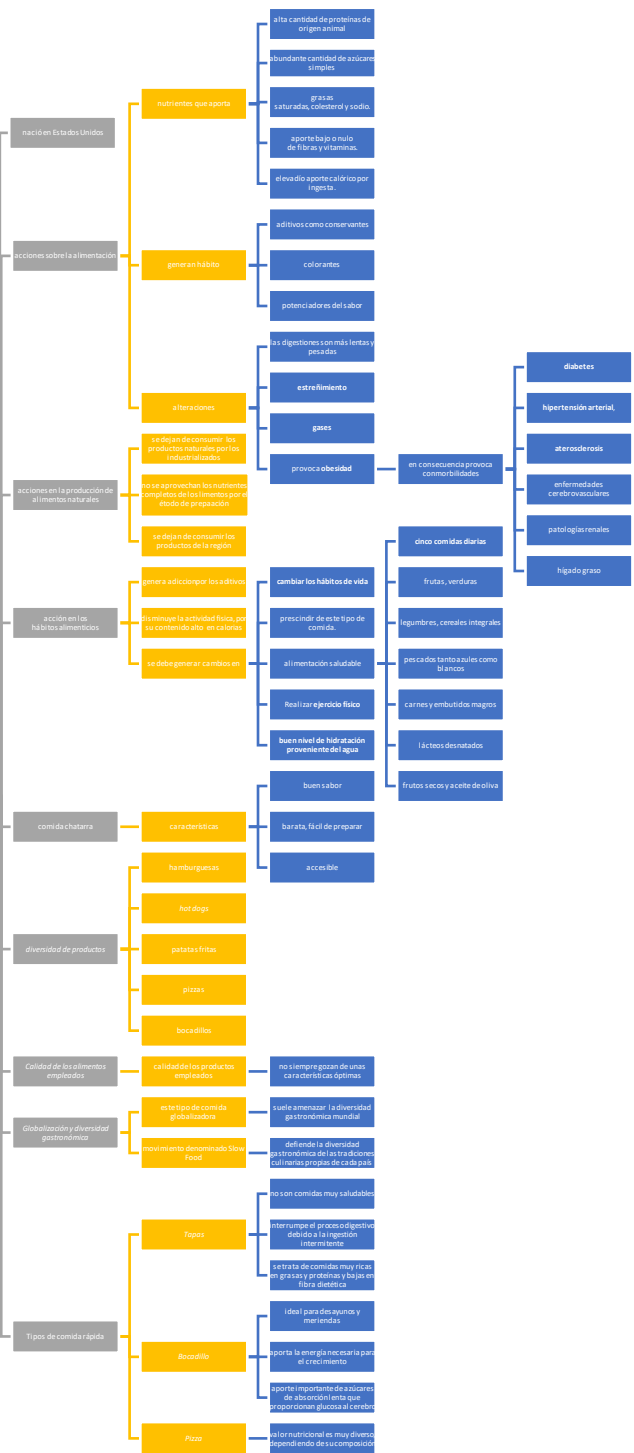 nació en Estados Unidos
acciones sobre la alimentación
nutrientes que aporta
alta cantidad de proteínas de
origen animal
abundante cantidad de azúcares
simples
grasas
saturadas, colesterol y sodio.
aporte bajo o nulo
de fibras y vitaminas.
elevadío aporte calórico por
ingesta.
generan hábito
aditivos como conservantes
colorantes
potenciadores del sabor
alteraciones
las digestiones son más lentas y
pesadas
estreñimiento
gases
provoca obesidad
en consecuencia provoca
conmorbilidades
diabetes
hipertensión arterial,
aterosclerosis
enfermedades
cerebrovasculares
patologías renales
hígado graso
acciones en la producción de
alimentos naturales
se dejan de consumir los
productos naturales por los
industrializados
no se aprovechan los nutrientes
completos de los limentos por el
étodo de prepaación
se dejan de consumir los
productos de la región
acción en los
hábitos alimenticios
genera adiccion por los aditivos
disminuye la actividad física, por
su contenido alto en calorias
se debe generar cambios en
cambiar los hábitos de vida
prescindir de este tipo de
comida.
alimentación saludable
cinco comidas diarias
frutas, verduras
legumbres, cereales integrales
pescados tanto azules como
blancos
carnes y embutidos magros
lácteos desnatados
frutos secos y aceite de oliva
Realizar ejercicio físico
buen nivel de hidratación
proveniente del agua
comida chatarra
características
buen sabor
barata, fácil de preparar
accesible
diversidad de productos
hamburguesas
hot dogs
patatas fritas
pizzas
bocadillos
Calidad de los alimentos
empleados
calidad de los productos
empleados
no siempre gozan de unas
características óptimas
Globalización y diversidad
gastronómica
este tipo de comida
globalizadora
suele amenazar la diversidad
gastronómica mundial
movimiento denominado Slow
Food
defiende la diversidad
gastronómica de las tradiciones
culinarias propias de cada país
Tipos de comida rápida
Tapas
no son comidas muy saludables
interrumpe el proceso digestivo
debido a la ingestión
intermitente
se trata de comidas muy ricas
en grasas y proteínas y bajas en
fibra dietética
Bocadillo
ideal para desayunos y
meriendas
aporta la energía necesaria para
el crecimiento
aporte importante de azúcares
de absorción lenta que
proporcionan glucosa al cerebro
Pizza
valor nutricional es muy diverso,
dependiendo de su composición